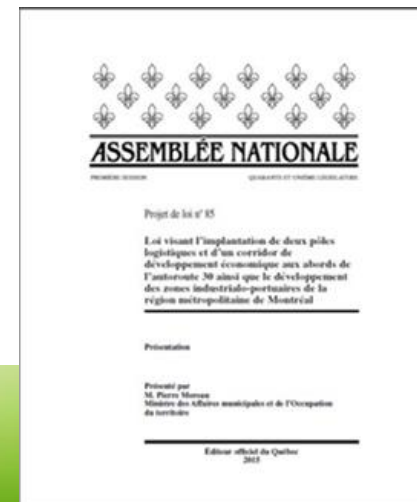 ASSEMBLÉE NATIONALE
PREMIÈRE SESSION QUARANTE ET UNIÈME LÉGISLATURE
Projet de loi nº 85
Loi visant l'implantation de deux pôles
logistiques et d'un corridor de
développement économique aux abords de
l'autoroute 30 ainsi que le développement
des zones industrialo-portuaires de la
région métropolitaine de Montréal
Présentation
Présenté par
M. Pierre Moreau
Ministre des Affaires municipales et de l'Occupation
du territoire
Éditeur officiel du Québec
2015